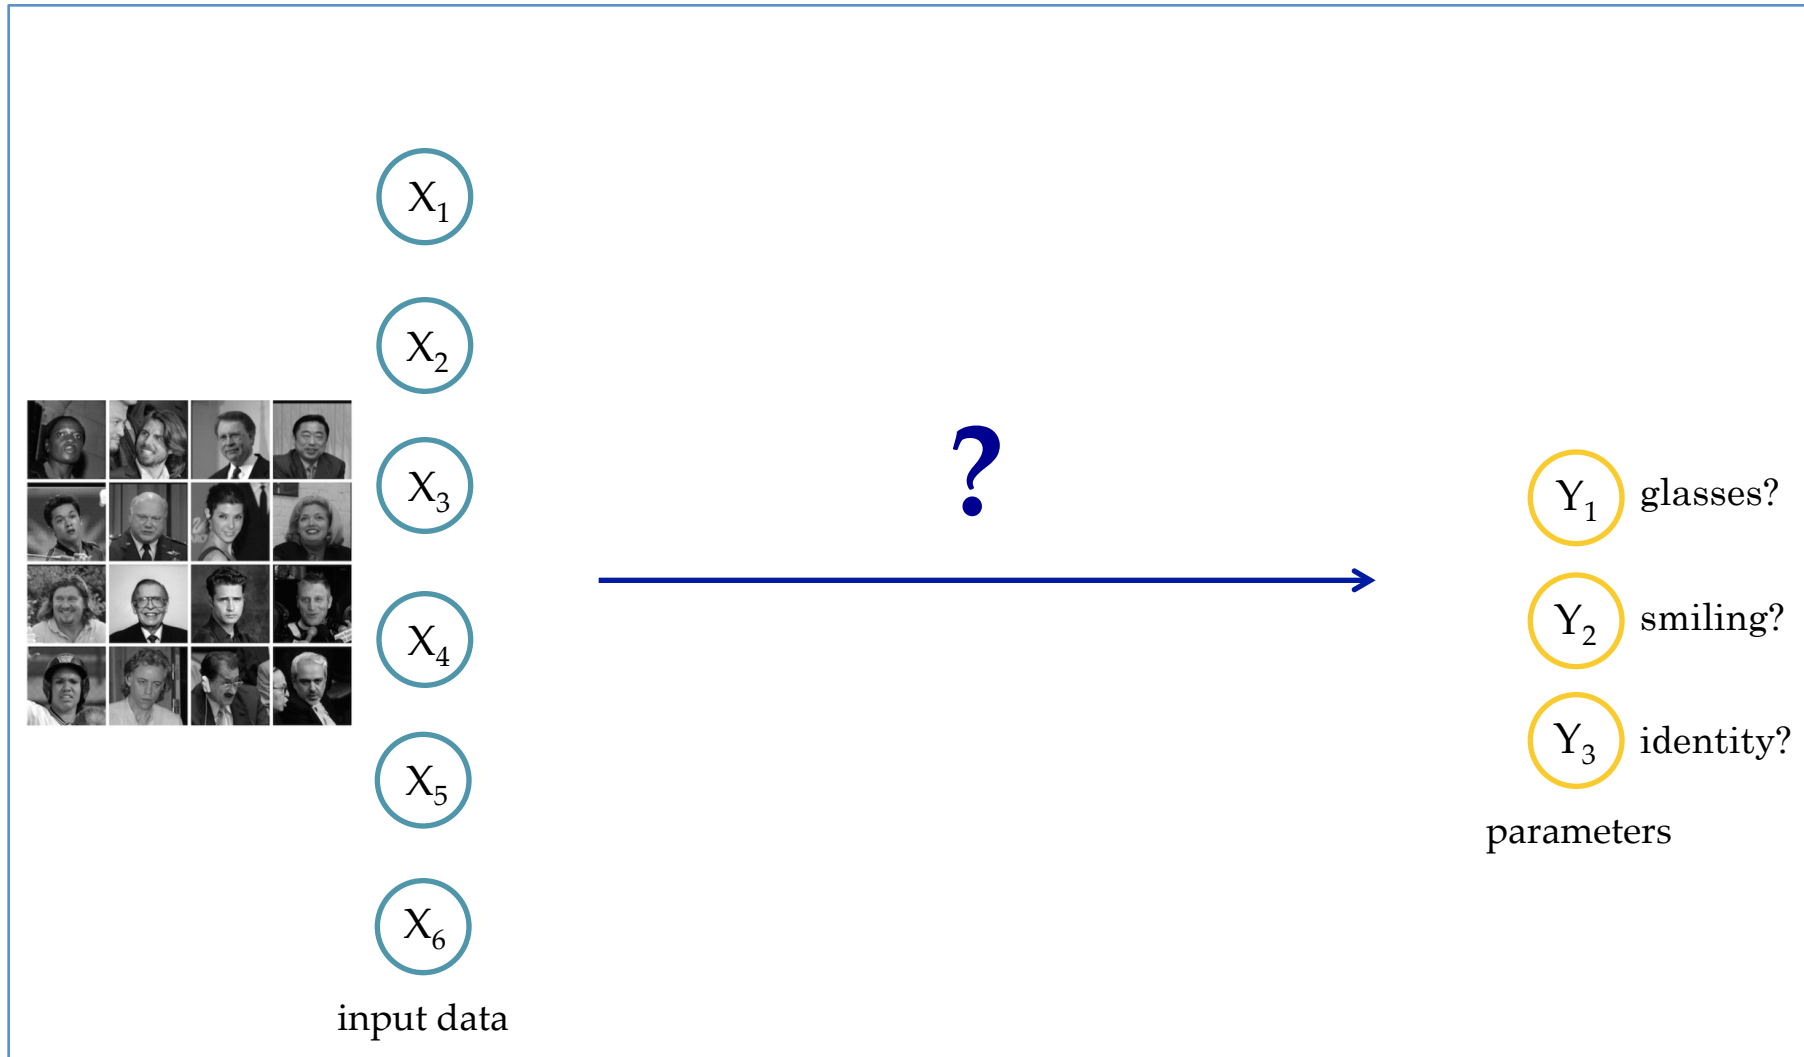 X₁
X₂
X₃
X₄
X₅
X₆
input data
?
Y₁ glasses?
Y₂ smiling?
Y₃ identity?
parameters